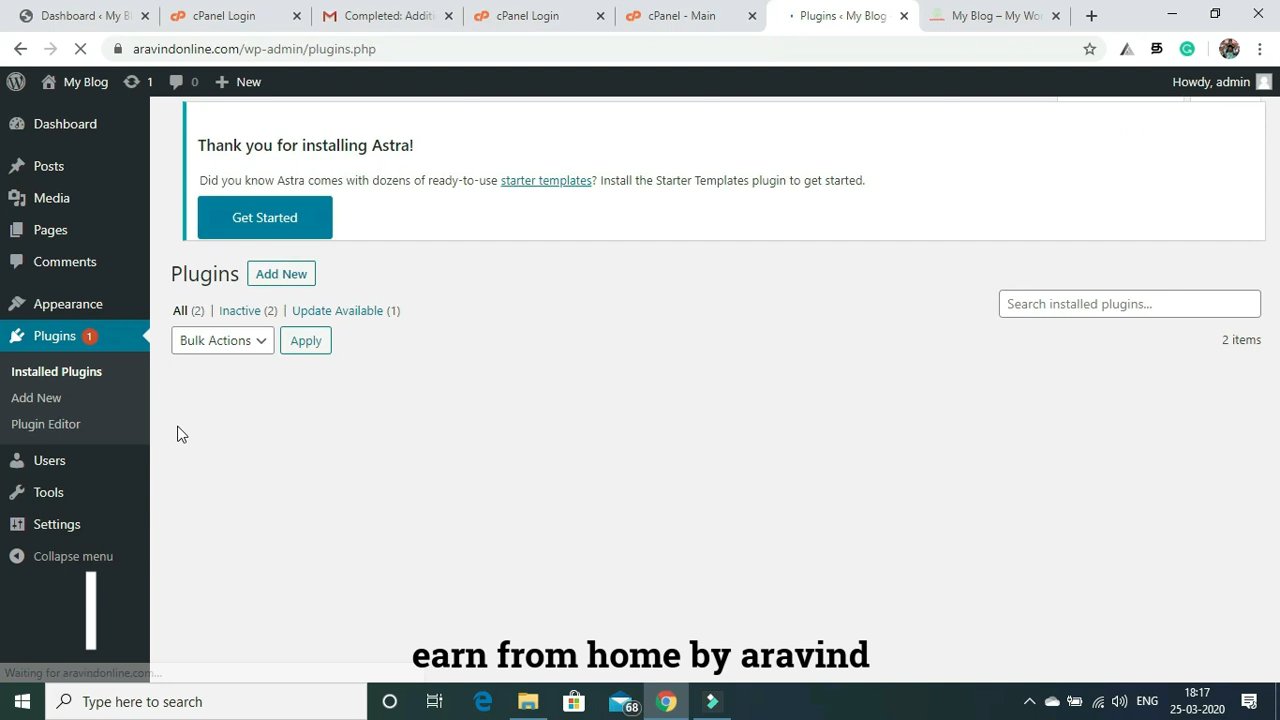 Dashboard ‹ My B
cPanel Login
Completed: Additi
cPanel Login
cPanel - Main
Plugins ‹ My Blog
My Blog – My Wo
aravindonline.com/wp-admin/plugins.php
My Blog
1
0
New
Howdy, admin
Dashboard
Posts
Media
Pages
Comments
Appearance
Plugins 1
Installed Plugins
Add New
Plugin Editor
Users
Tools
Settings
Collapse menu
Thank you for installing Astra!
Did you know Astra comes with dozens of ready-to-use starter templates? Install the Starter Templates plugin to get started.
Get Started
Plugins
Add New
All (2) | Inactive (2) | Update Available (1)
Search installed plugins...
Bulk Actions
Apply
2 items
earn from home by aravind
Waiting for aravindonline.com...
Type here to search
68
ENG
18:17
25-03-2020